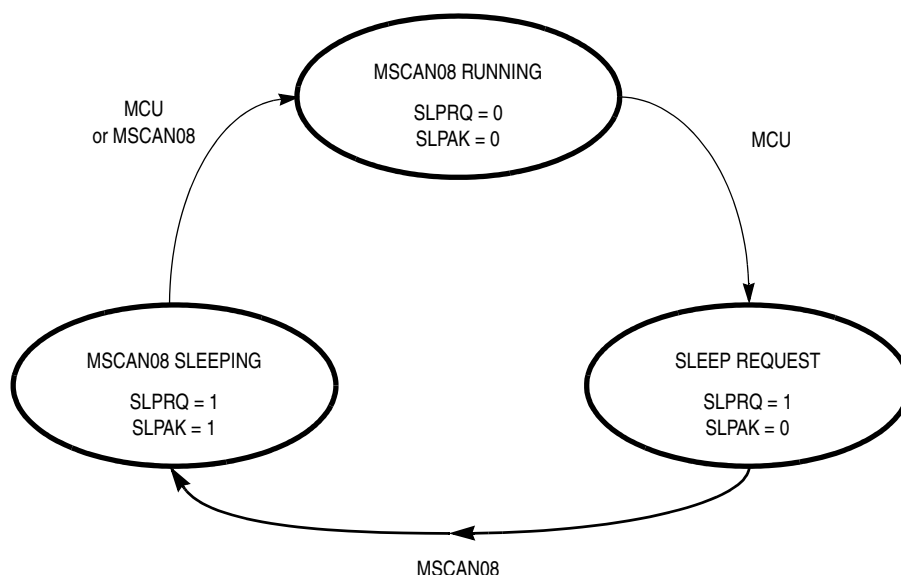 MSCAN08 RUNNING
SLPRQ = 0
SLPAK = 0
MCU
or MSCAN08
MCU
MSCAN08 SLEEPING
SLPRQ = 1
SLPAK = 1
SLEEP REQUEST
SLPRQ = 1
SLPAK = 0
MSCAN08